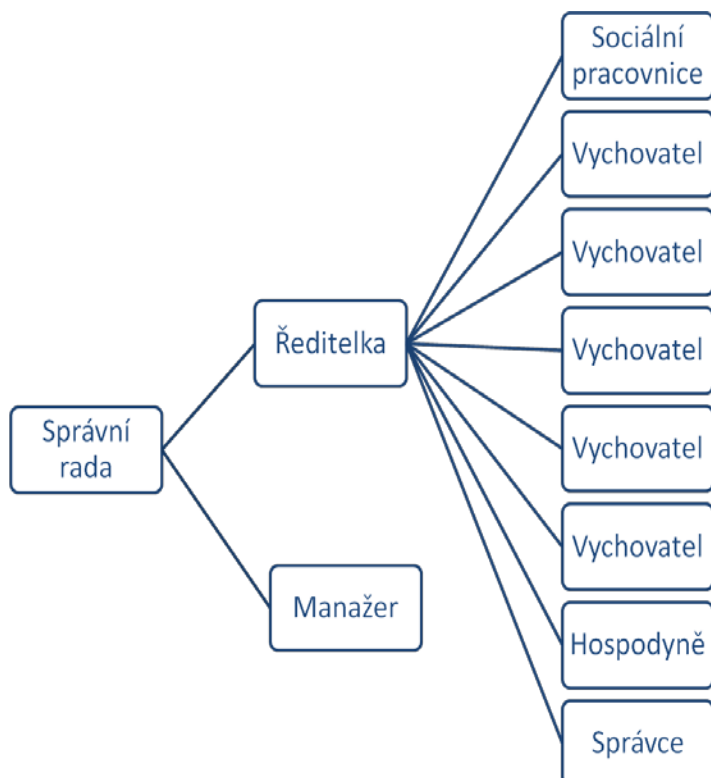 Sociální
pracovnice
Vychovatel
Vychovatel
Ředitelka
Vychovatel
Správní
rada
Vychovatel
Vychovatel
Manažer
Hospodyně
Správce